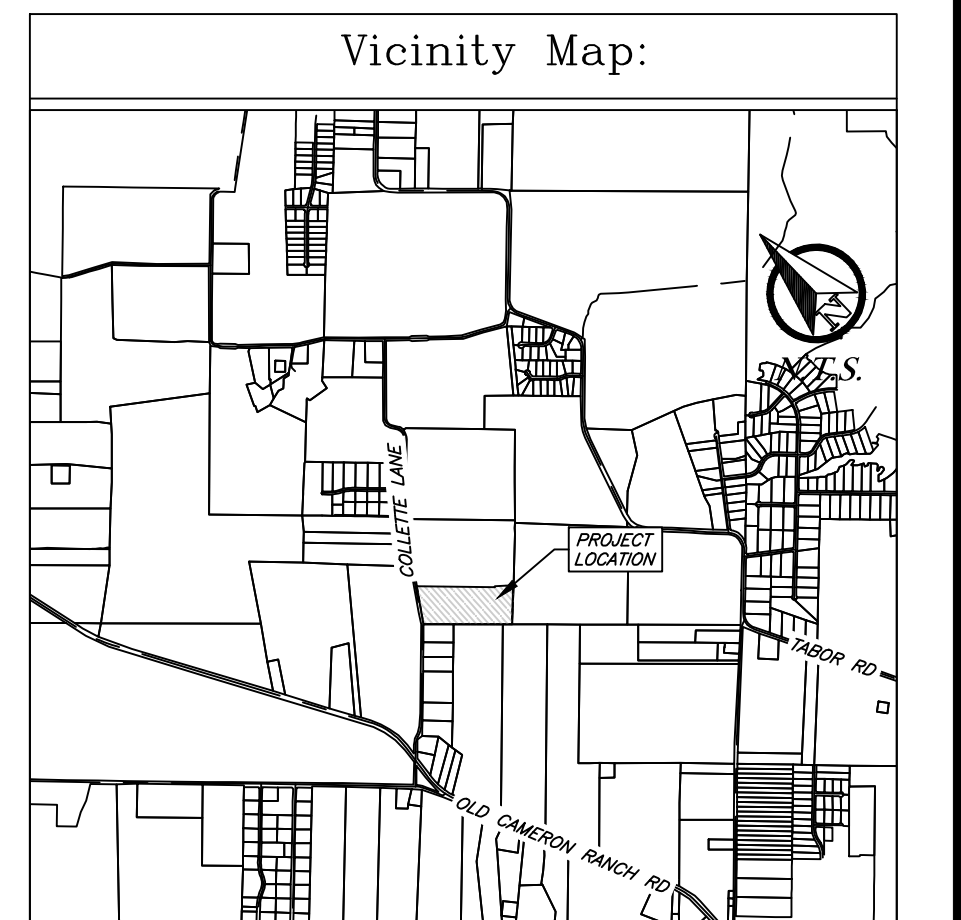 Vicinity Map:
N
N.T.S.
COLLETTE LANE
PROJECT
LOCATION
TABOR RD
OLD CAMERON RANCH RD